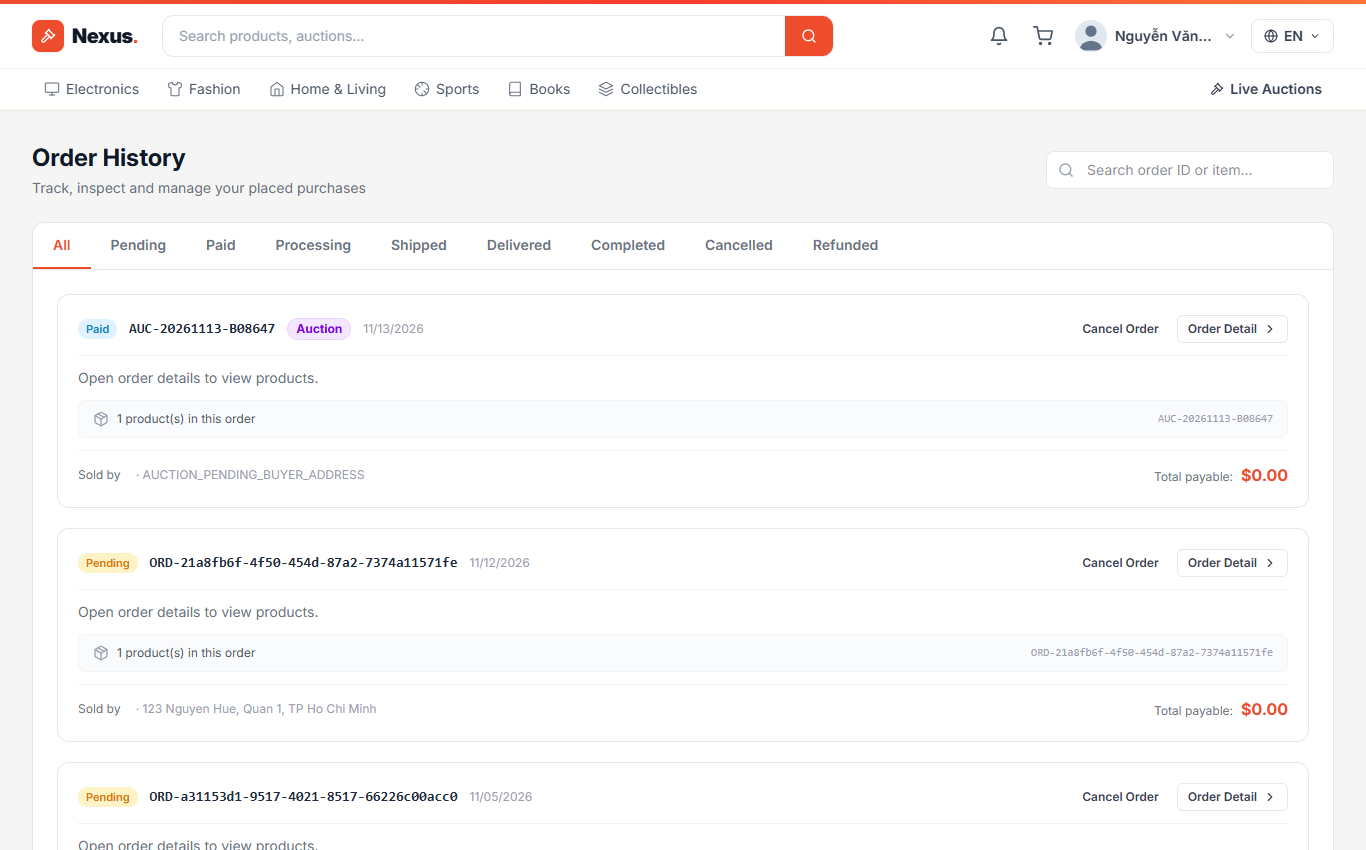 Nexus.
Search products, auctions...
Nguyễn Văn...
EN
Electronics
Fashion
Home & Living
Sports
Books
Collectibles
Live Auctions
Order History
Track, inspect and manage your placed purchases
Search order ID or item...
All
Pending
Paid
Processing
Shipped
Delivered
Completed
Cancelled
Refunded
Paid AUC-20261113-B08647 Auction 11/13/2026 Cancel Order Order Detail
Open order details to view products.
1 product(s) in this order AUC-20261113-B08647
Sold by · AUCTION_PENDING_BUYER_ADDRESS Total payable: $0.00
Pending ORD-21a8fb6f-4f50-454d-87a2-7374a11571fe 11/12/2026 Cancel Order Order Detail
Open order details to view products.
1 product(s) in this order ORD-21a8fb6f-4f50-454d-87a2-7374a11571fe
Sold by · 123 Nguyen Hue, Quan 1, TP Ho Chi Minh Total payable: $0.00
Pending ORD-a31153d1-9517-4021-8517-66226c00acc0 11/05/2026 Cancel Order Order Detail
Open order details to view products.